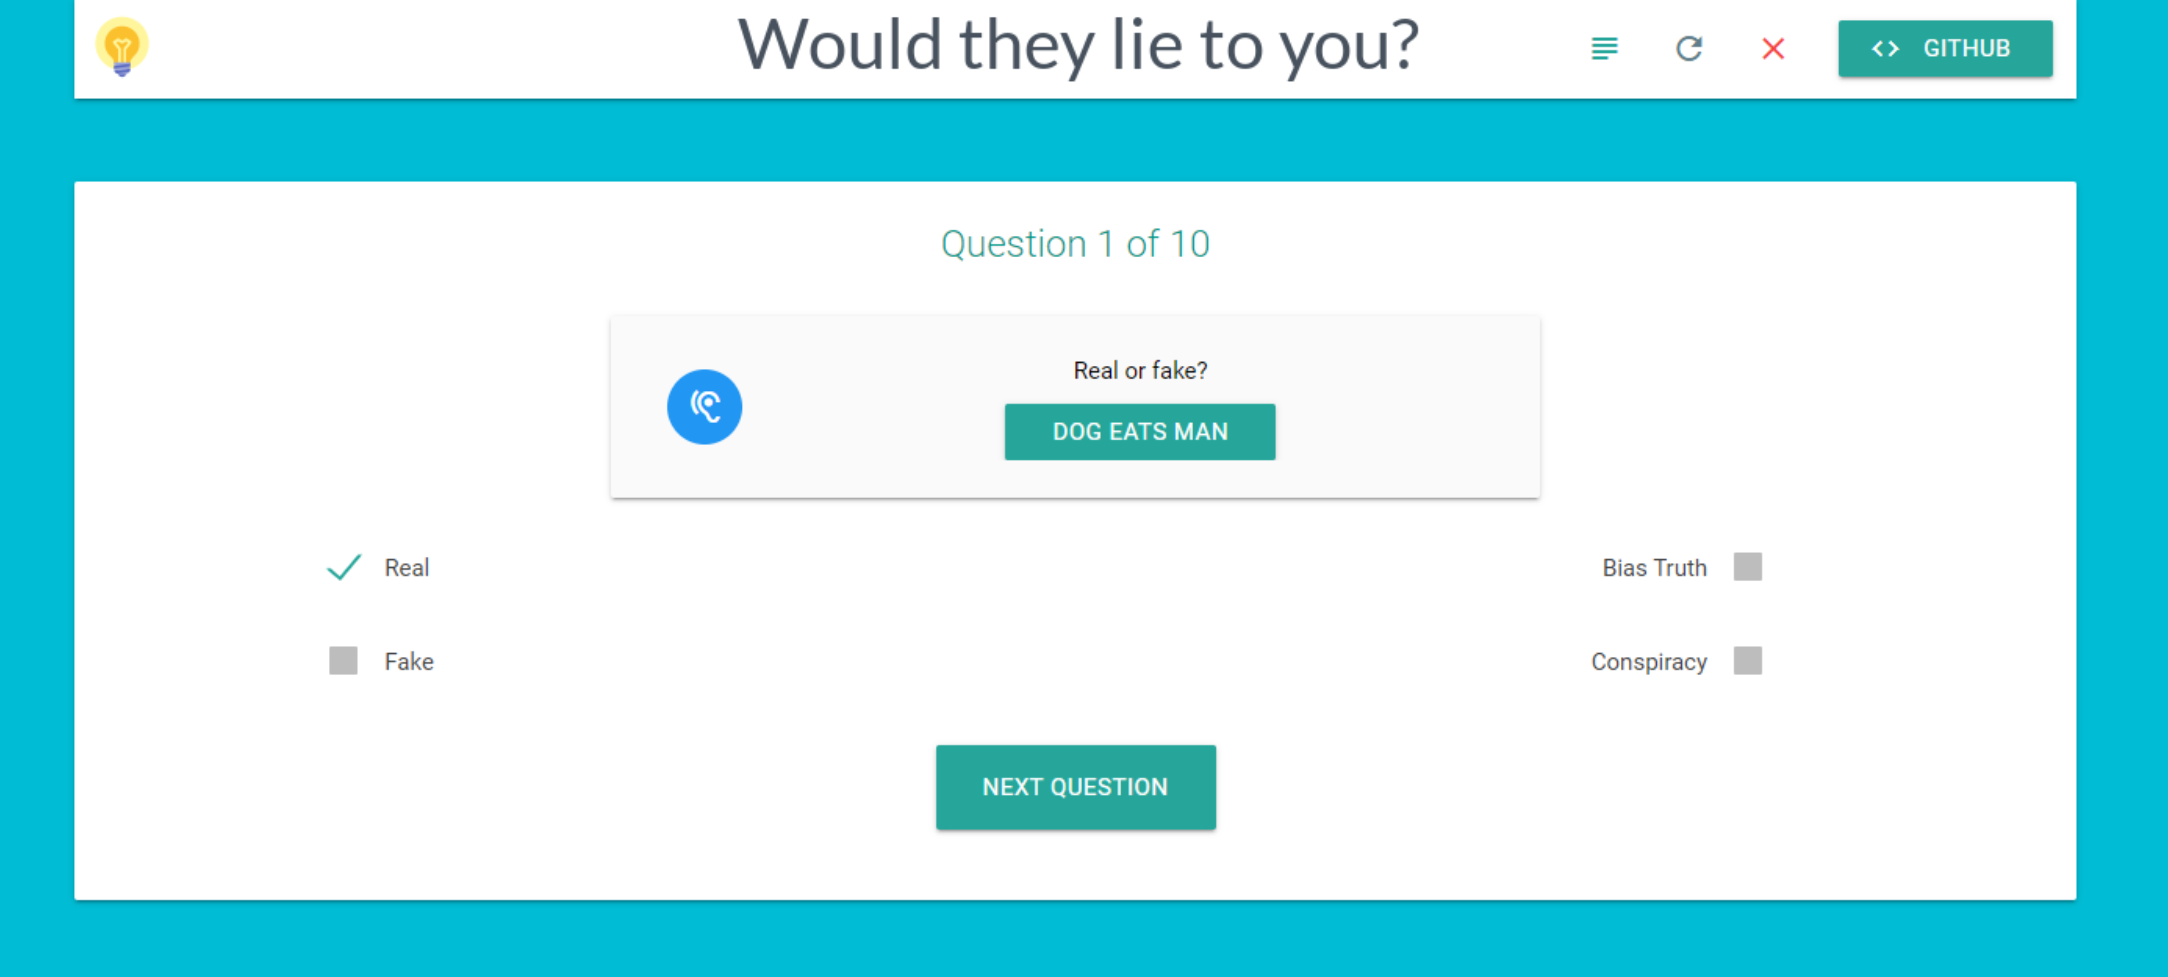 Would they lie to you?
<> GITHUB
Question 1 of 10
Real or fake?
DOG EATS MAN
Real
Bias Truth
Fake
Conspiracy
NEXT QUESTION